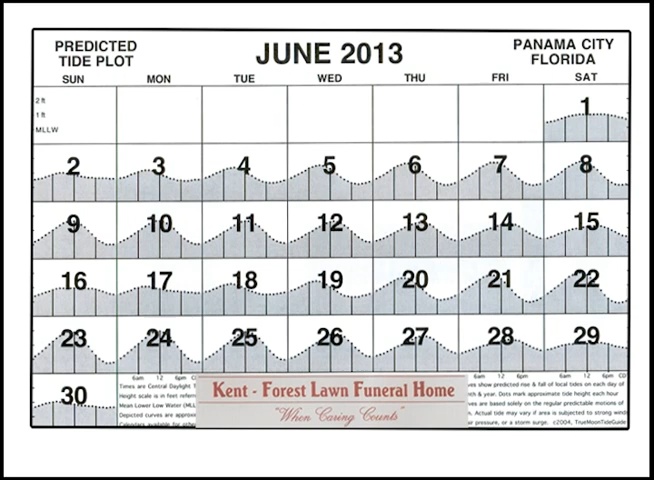 PREDICTED
TIDE PLOT
JUNE 2013
PANAMA CITY
FLORIDA
SUN MON TUE WED THU FRI SAT
2 ft
1 ft
MLLW
1
2 3 4 5 6 7 8
9 10 11 12 13 14 15
16 17 18 19 20 21 22
23 24 25 26 27 28 29
30
6am 12 6pm
Times are Central Daylight
Height scale is in feet
Mean Lower Low Water (MLL
Depicted curves are
Calendars available for
Kent - Forest Lawn Funeral Home
"When Caring Counts"
6am 12 6pm 6am 12 6pm
show predicted rise & fall of local tides on each day of
& year. Dots mark approximate tide height each hour
are based solely on the regular predictable motions of
Actual tide may vary if area is subjected to strong
pressure, or a storm surge. c2004, TrueMoonTideGuide